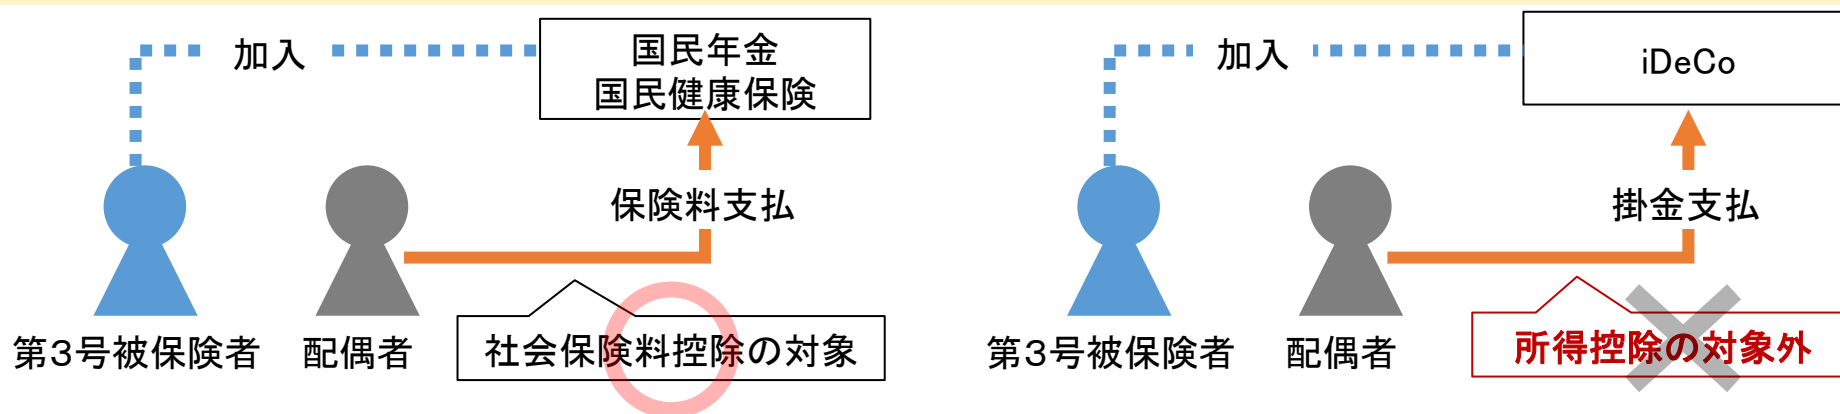 加入
国民年金
国民健康保険
保険料支払
第3号被保険者
配偶者
社会保険料控除の対象
加入
iDeCo
掛金支払
第3号被保険者
配偶者
所得控除の対象外